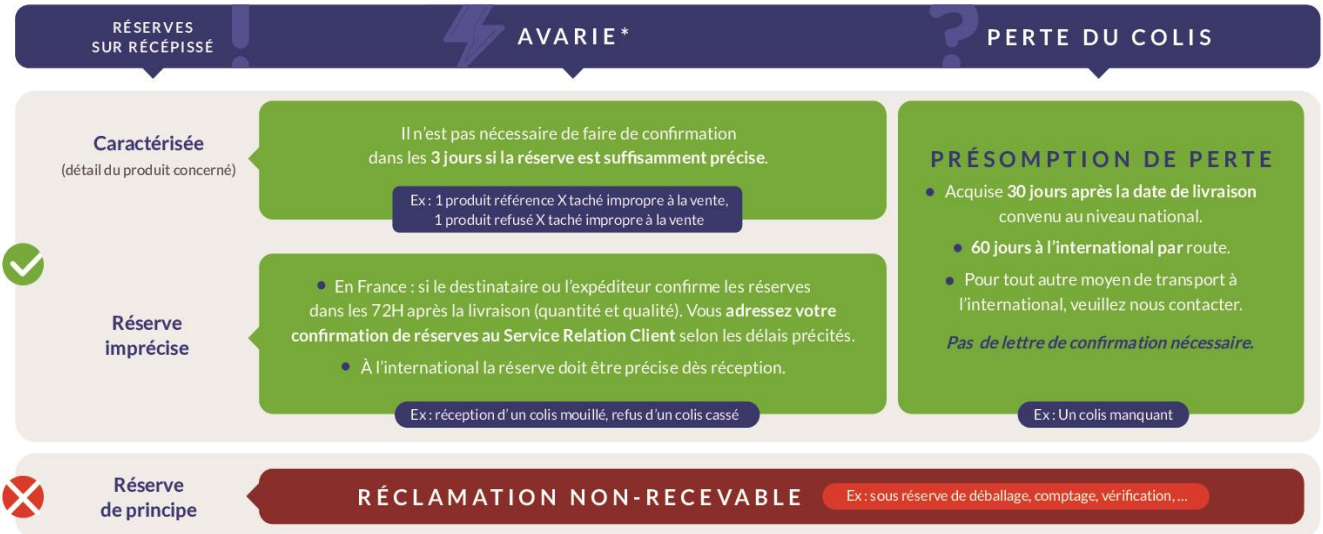 RÉSERVES
SUR RÉCÉPISSÉ
AVARIE*
PERTE DU COLIS
Caractérisée
(détail du produit concerné)
Il n'est pas nécessaire de faire de confirmation
dans les 3 jours si la réserve est suffisamment précise.
Ex : 1 produit référence X taché impropre à la vente,
1 produit refusé X taché impropre à la vente
Réserve
imprécise
• En France : si le destinataire ou l'expéditeur confirme les réserves
dans les 72H après la livraison (quantité et qualité). Vous adressez votre
confirmation de réserves au Service Relation Client selon les délais précités.
• À l'international la réserve doit être précise dès réception.
Ex : réception d'un colis mouillé, refus d'un colis cassé
PRÉSOMPTION DE PERTE
• Acquise 30 jours après la date de livraison
convenu au niveau national.
• 60 jours à l'international par route.
• Pour tout autre moyen de transport à
l'international, veuillez nous contacter.
Pas de lettre de confirmation nécessaire.
Ex : Un colis manquant
Réserve
de principe
RÉCLAMATION NON-RECEVABLE
Ex : sous réserve de déballage, comptage, vérification, ...